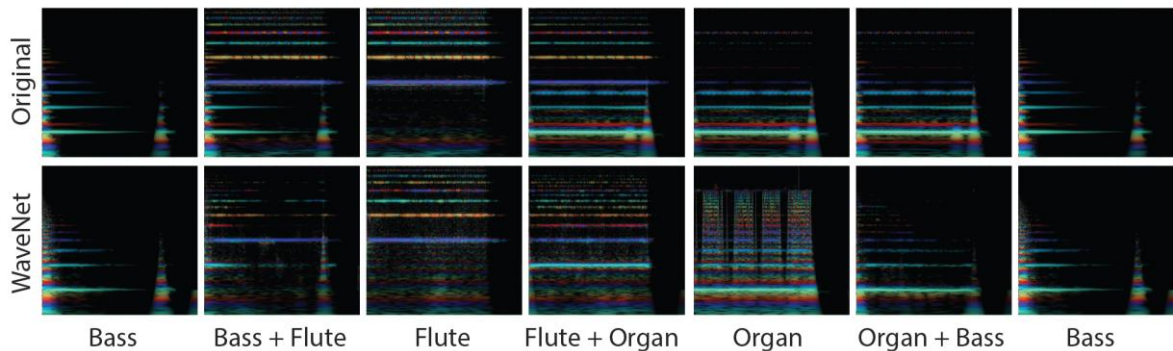 Original
WaveNet
Bass
Bass + Flute
Flute
Flute + Organ
Organ
Organ + Bass
Bass